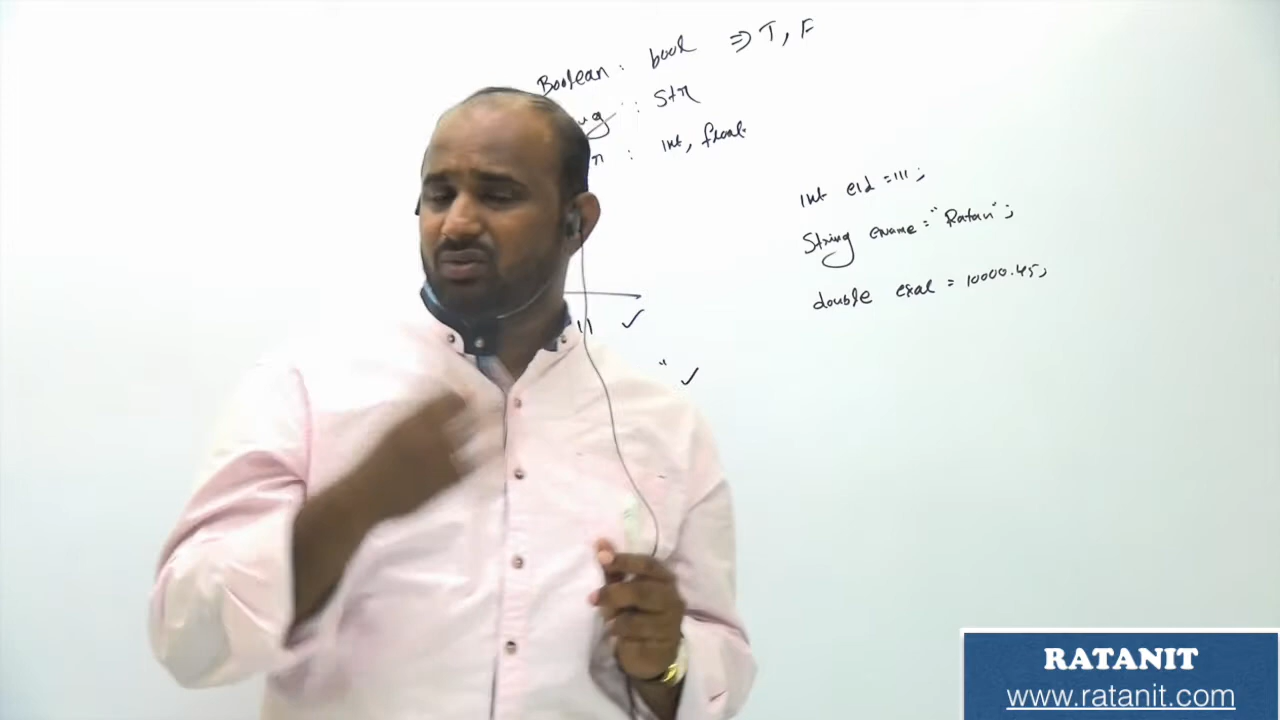 Boolean : bool => T, F
: str
: int, float
int eid = 111;
String ename = "Ratan";
double esal = 10000.45;
11 ✓
" ✓
RATANIT
www.ratanit.com